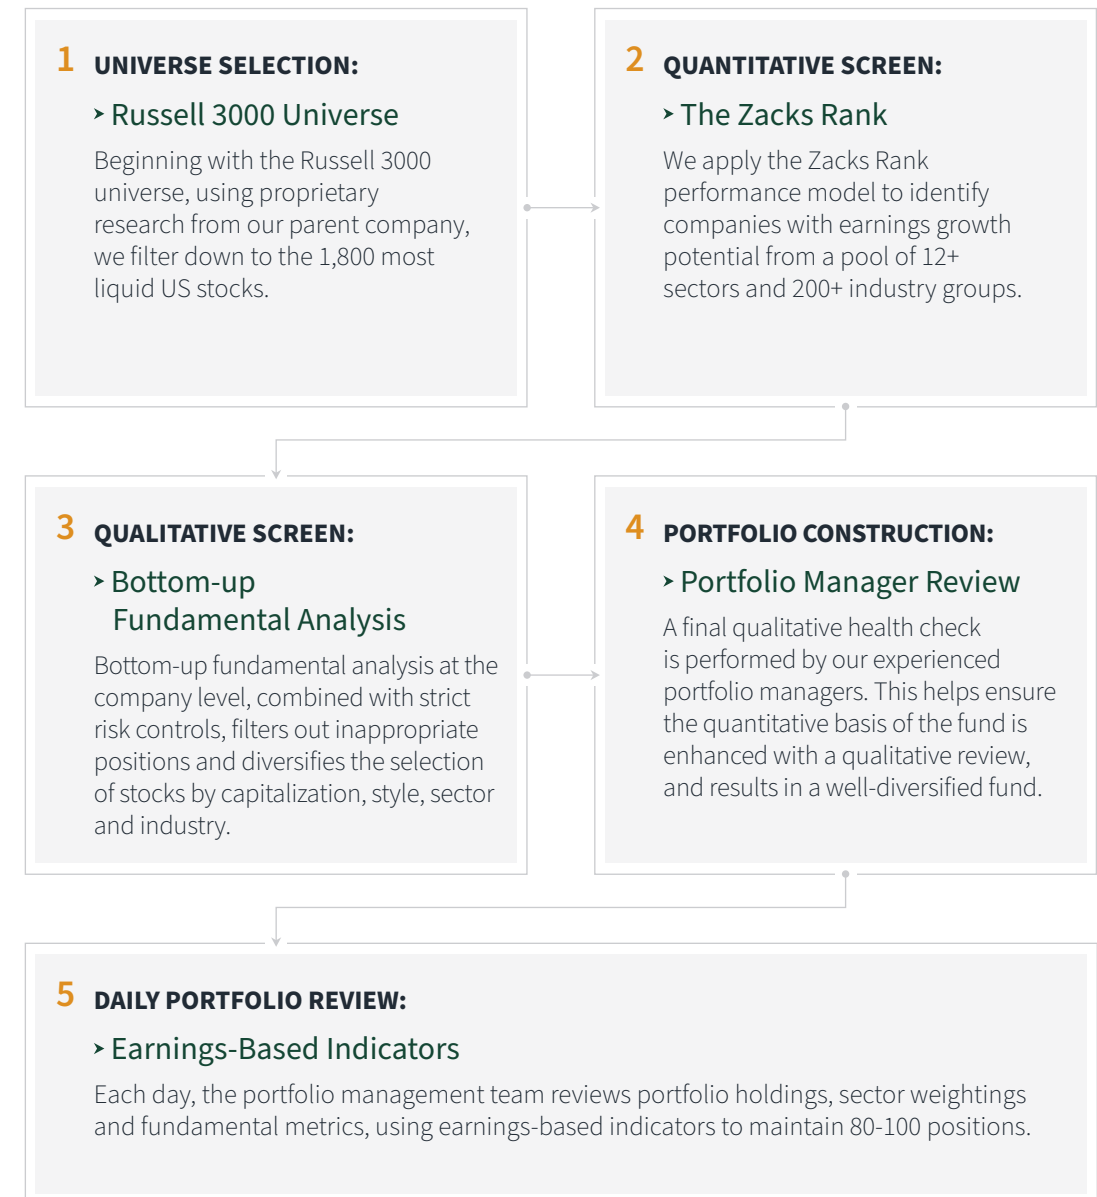 1 UNIVERSE SELECTION:
Russell 3000 Universe
Beginning with the Russell 3000
universe, using proprietary
research from our parent company,
we filter down to the 1,800 most
liquid US stocks.
2 QUANTITATIVE SCREEN:
The Zacks Rank
We apply the Zacks Rank
performance model to identify
companies with earnings growth
potential from a pool of 12+
sectors and 200+ industry groups.
3 QUALITATIVE SCREEN:
Bottom-up
Fundamental Analysis
Bottom-up fundamental analysis at the
company level, combined with strict
risk controls, filters out inappropriate
positions and diversifies the selection
of stocks by capitalization, style, sector
and industry.
4 PORTFOLIO CONSTRUCTION:
Portfolio Manager Review
A final qualitative health check
is performed by our experienced
portfolio managers. This helps ensure
the quantitative basis of the fund is
enhanced with a qualitative review,
and results in a well-diversified fund.
5 DAILY PORTFOLIO REVIEW:
Earnings-Based Indicators
Each day, the portfolio management team reviews portfolio holdings, sector weightings
and fundamental metrics, using earnings-based indicators to maintain 80-100 positions.